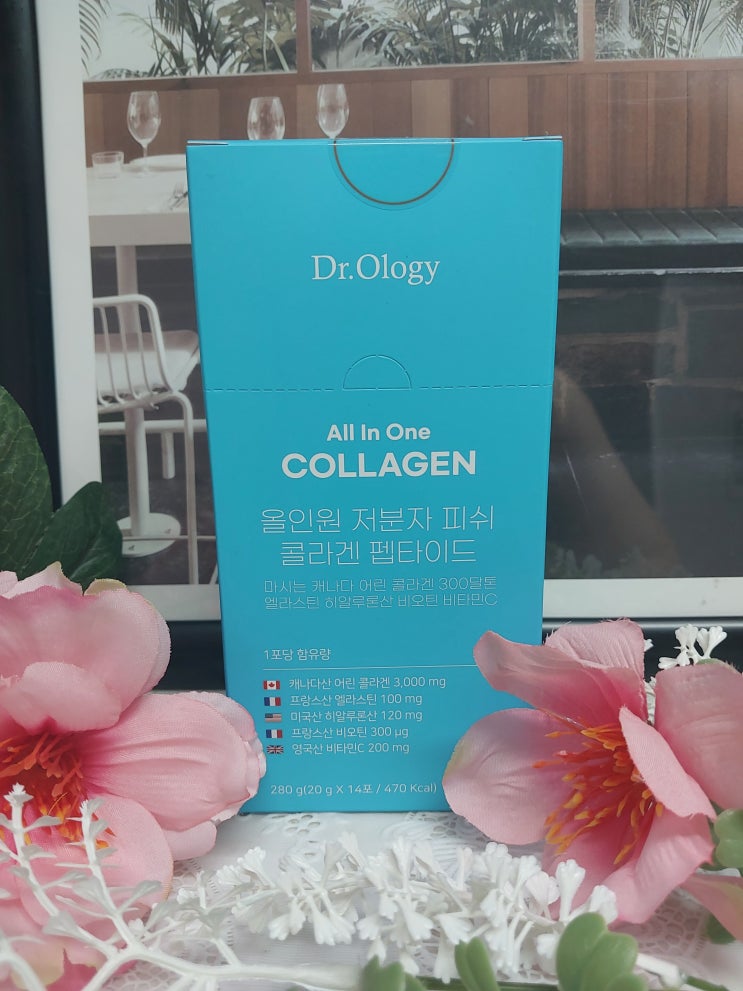 Dr.Ology
All In One
COLLAGEN
올인원 저분자 피쉬
콜라겐 펩타이드
마시는 캐나다 어린 콜라겐 300달톤
엘라스틴 히알루론산 비오틴 비타민C
1포당 함유량
캐나다산 어린 콜라겐 3,000 mg
프랑스산 엘라스틴 100 mg
미국산 히알루론산 120 mg
프랑스산 비오틴 300 μg
영국산 비타민C 200 mg
280 g(20 g X 14포 / 470 Kcal)